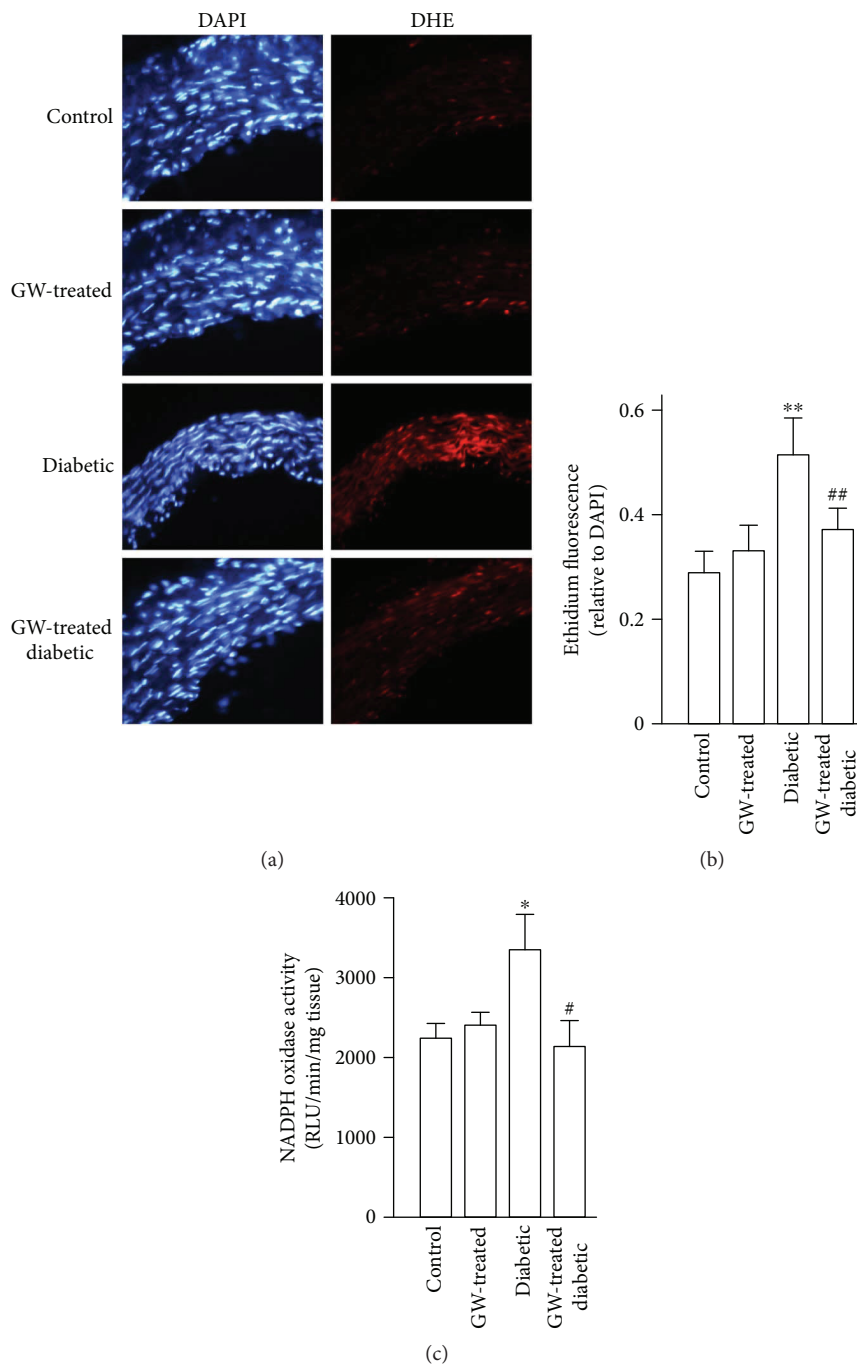 DAPI
DHE
Control
GW-treated
Diabetic
GW-treated
diabetic
(a)
Ethidium fluorescence
(relative to DAPI)
0.6
0.4
0.2
0
**
##
Control
GW-treated
Diabetic
GW-treated
diabetic
(b)
NADPH oxidase activity
(RLU/min/mg tissue)
4000
3000
2000
1000
0
*
#
Control
GW-treated
Diabetic
GW-treated
diabetic
(c)